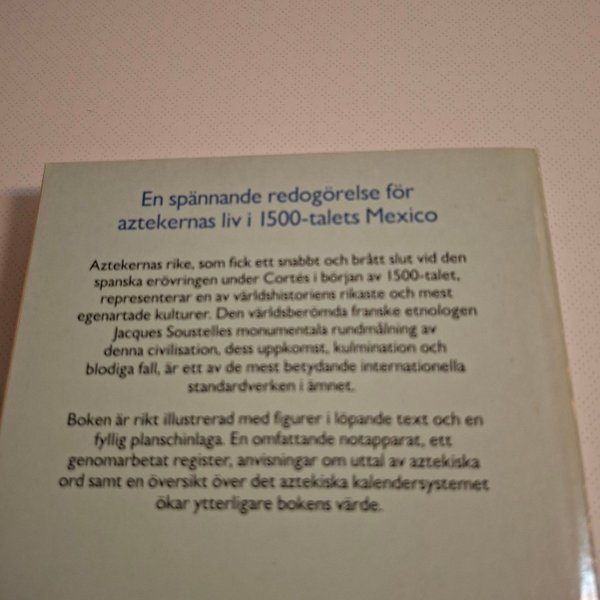 En spännande redogörelse för
aztekernas liv i 1500-talets Mexico
Aztekernas rike, som fick ett snabbt och brått slut vid den
spanska erövringen under Cortés i början av 1500-talet,
representerar en av världshistoriens rikaste och mest
egenartade kulturer. Den världsberömda franske etnologen
Jacques Soustelles monumentala rundmålning av
denna civilisation, dess uppkomst, kulmination och
blodiga fall, är ett av de mest betydande internationella
standardverken i ämnet.
Boken är rikt illustrerad med figurer i löpande text och en
fyllig planschinlaga. En omfattande notapparat, ett
genomarbetat register, anvisningar om uttal av aztekiska
ord samt en översikt över det aztekiska kalendersystemet
ökar ytterligare bokens värde.